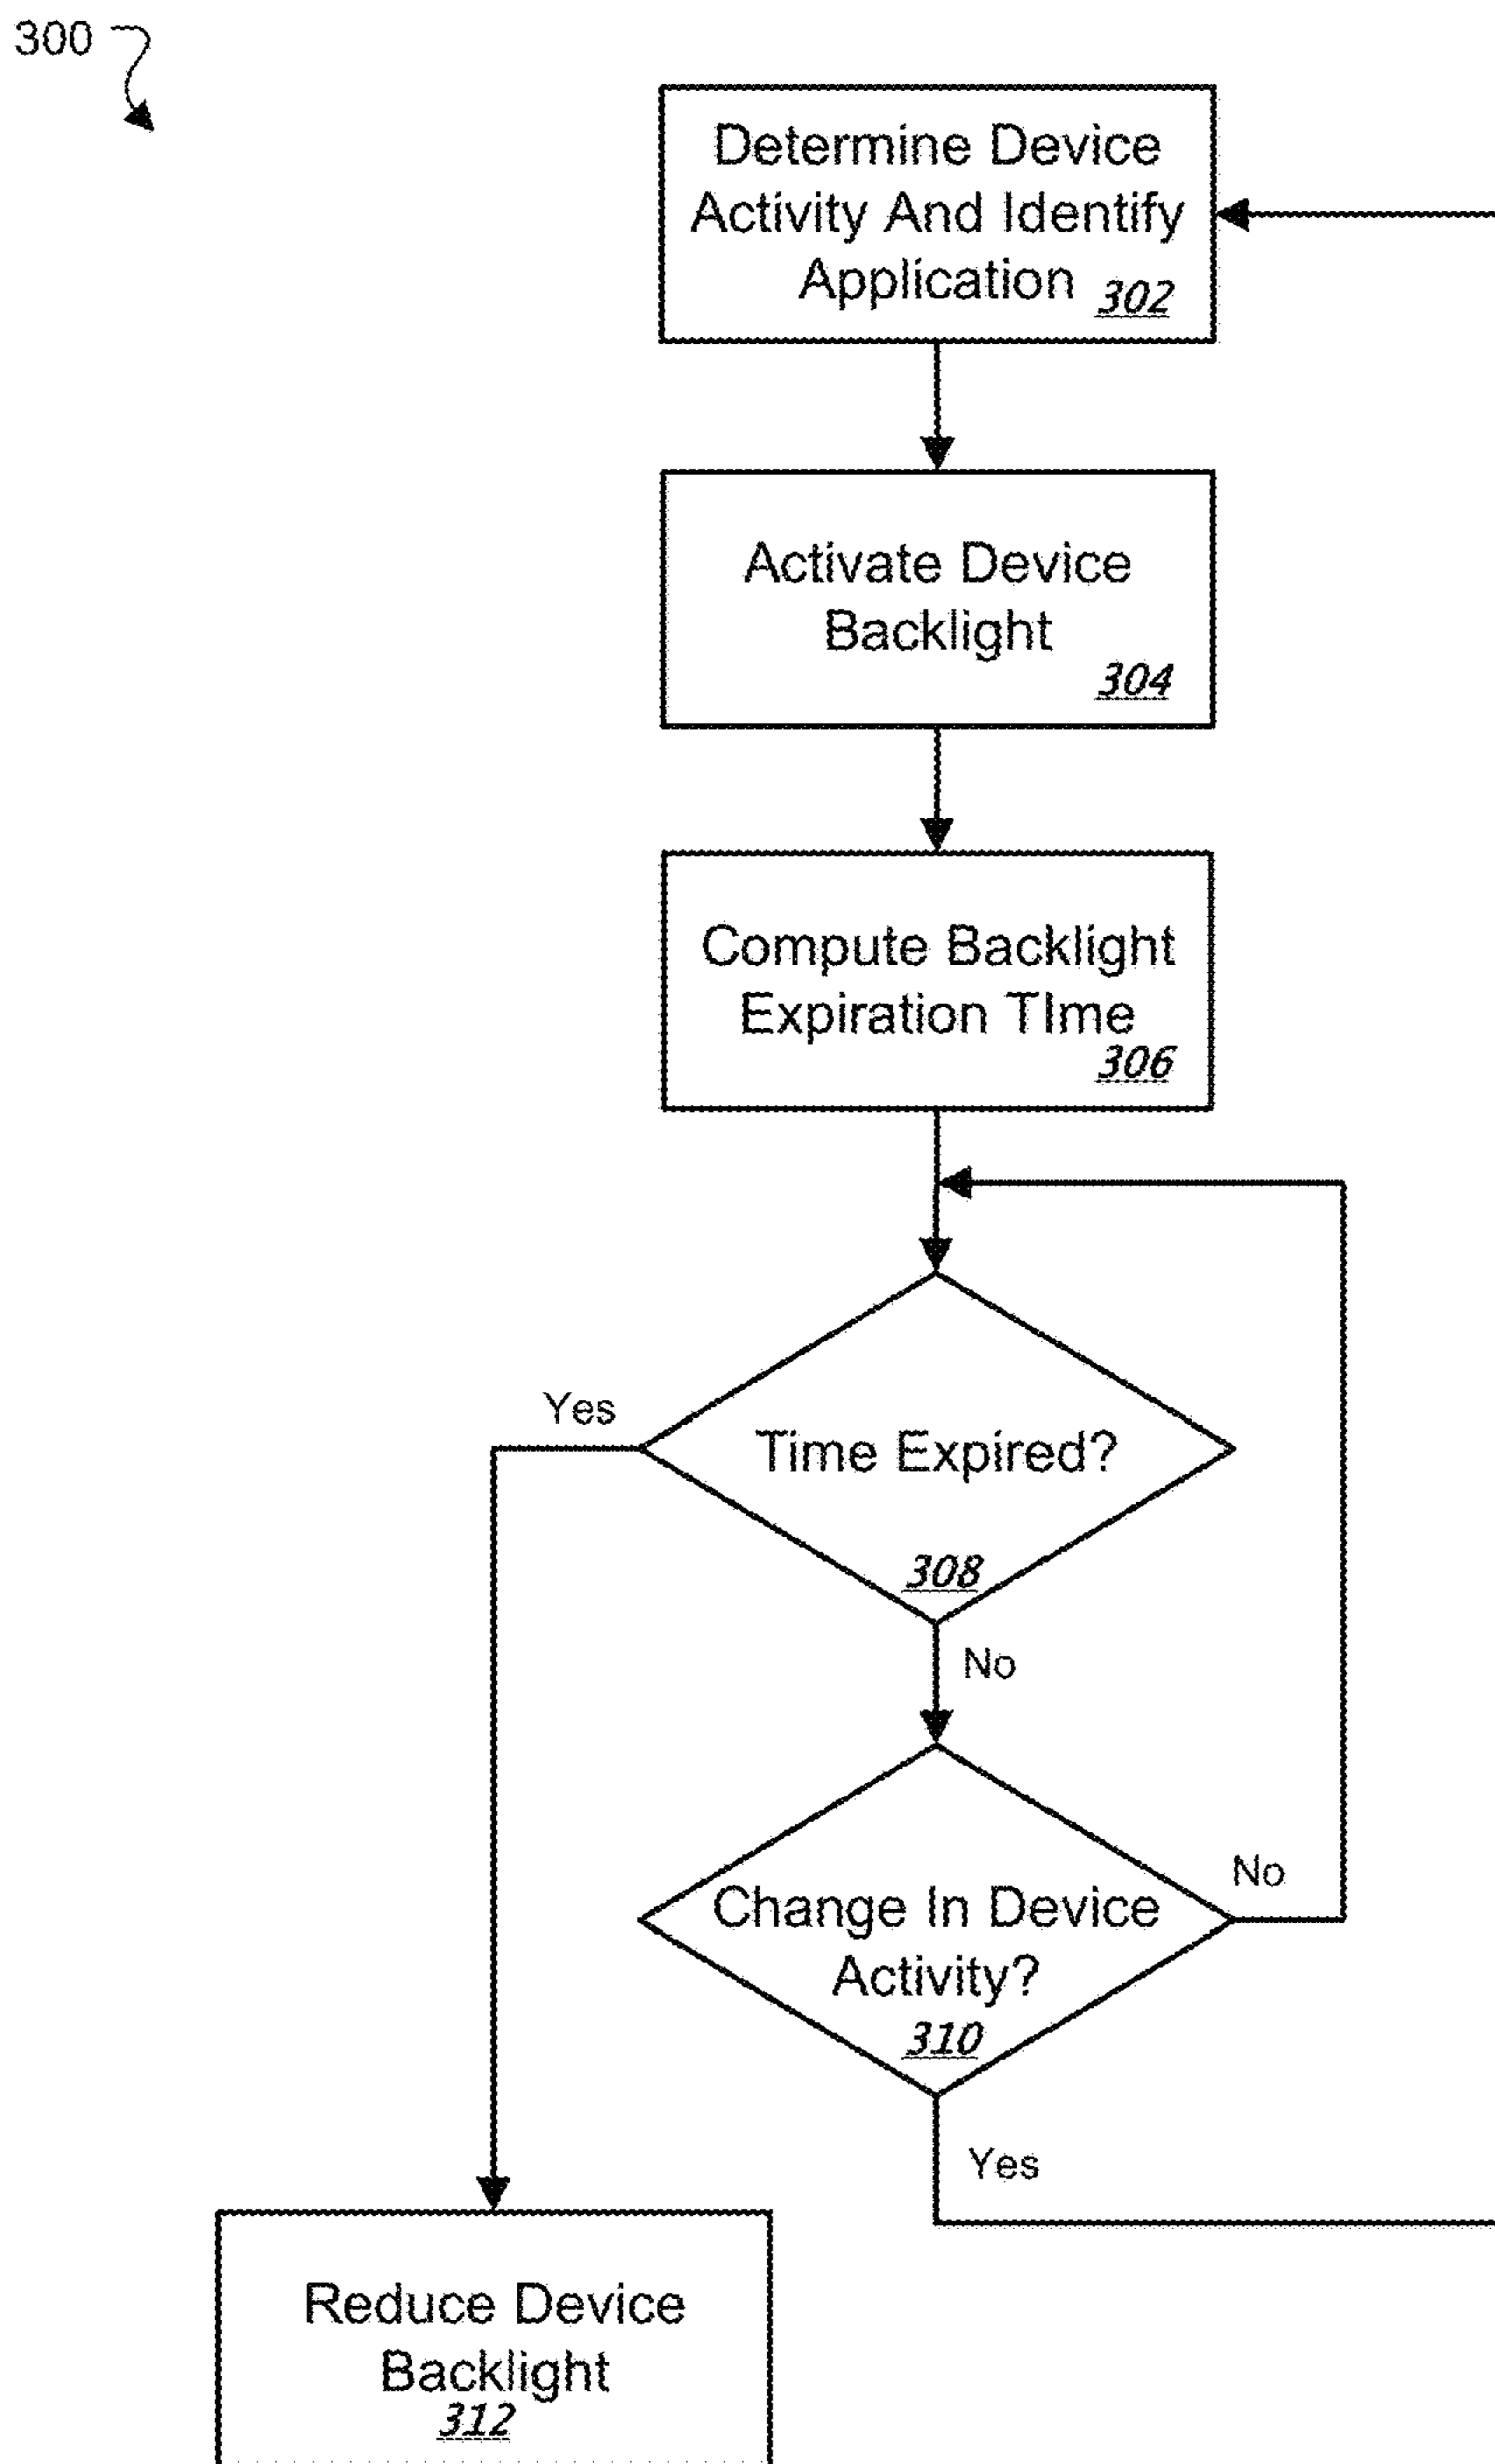 300
Determine Device
Activity And Identify
Application 302
Activate Device
Backlight
304
Compute Backlight
Expiration TIme
306
Yes
Time Expired?
308
No
No
Change In Device
Activity?
310
Yes
Reduce Device
Backlight
312